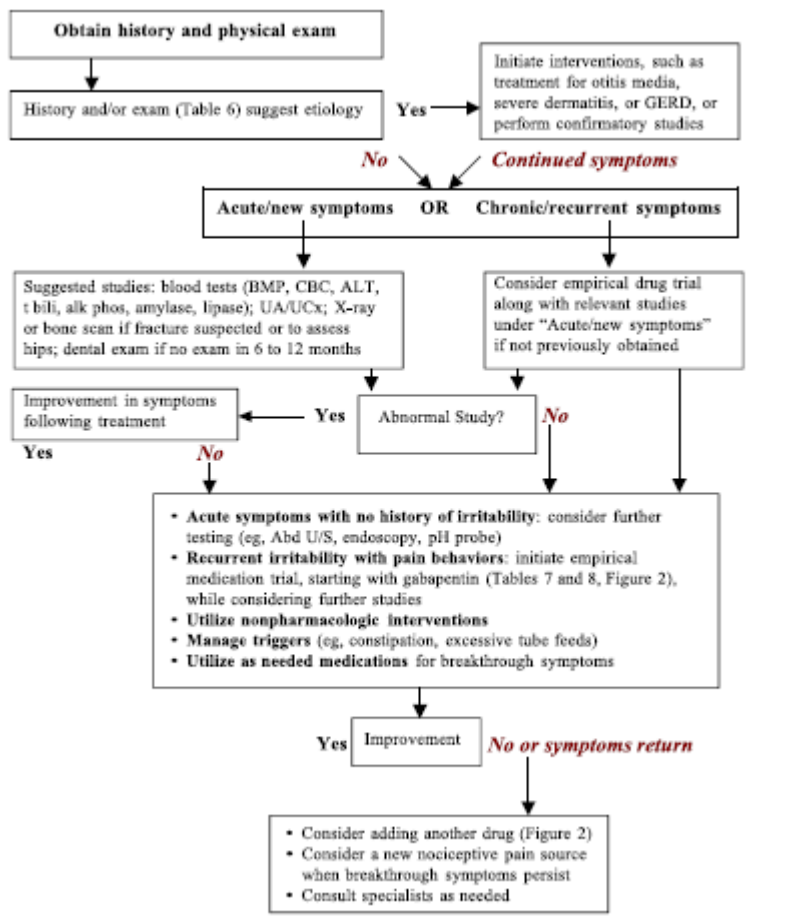 Obtain history and physical exam
History and/or exam (Table 6) suggest etiology
Yes
Initiate interventions, such as
treatment for otitis media,
severe dermatitis, or GERD, or
perform confirmatory studies
No
Continued symptoms
Acute/new symptoms OR Chronic/recurrent symptoms
Suggested studies: blood tests (BMP, CBC, ALT,
t bili, alk phos, amylase, lipase); UA/UCx; X-ray
or bone scan if fracture suspected or to assess
hips; dental exam if no exam in 6 to 12 months
Consider empirical drug trial
along with relevant studies
under “Acute/new symptoms”
if not previously obtained
Improvement in symptoms
following treatment
Yes
Abnormal Study?
No
Yes
No
• Acute symptoms with no history of irritability: consider further
testing (eg, Abd U/S, endoscopy, pH probe)
• Recurrent irritability with pain behaviors: initiate empirical
medication trial, starting with gabapentin (Tables 7 and 8, Figure 2),
while considering further studies
• Utilize nonpharmacologic interventions
• Manage triggers (eg, constipation, excessive tube feeds)
• Utilize as needed medications for breakthrough symptoms
Yes
Improvement
No or symptoms return
• Consider adding another drug (Figure 2)
• Consider a new nociceptive pain source
when breakthrough symptoms persist
• Consult specialists as needed